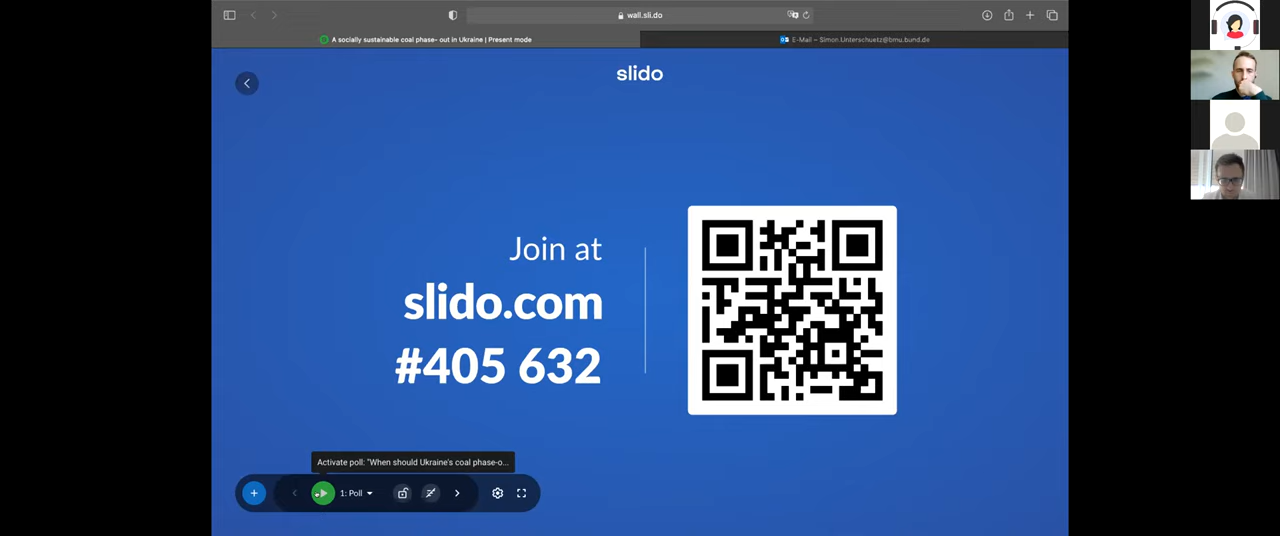 wall.sli.do
A socially sustainable coal phase- out in Ukraine | Present mode
E-Mail – Simon.Unterschuetz@bmu.bund.de
slido
Join at
slido.com
#405 632
Activate poll: "When should Ukraine's coal phase-o...
1: Poll